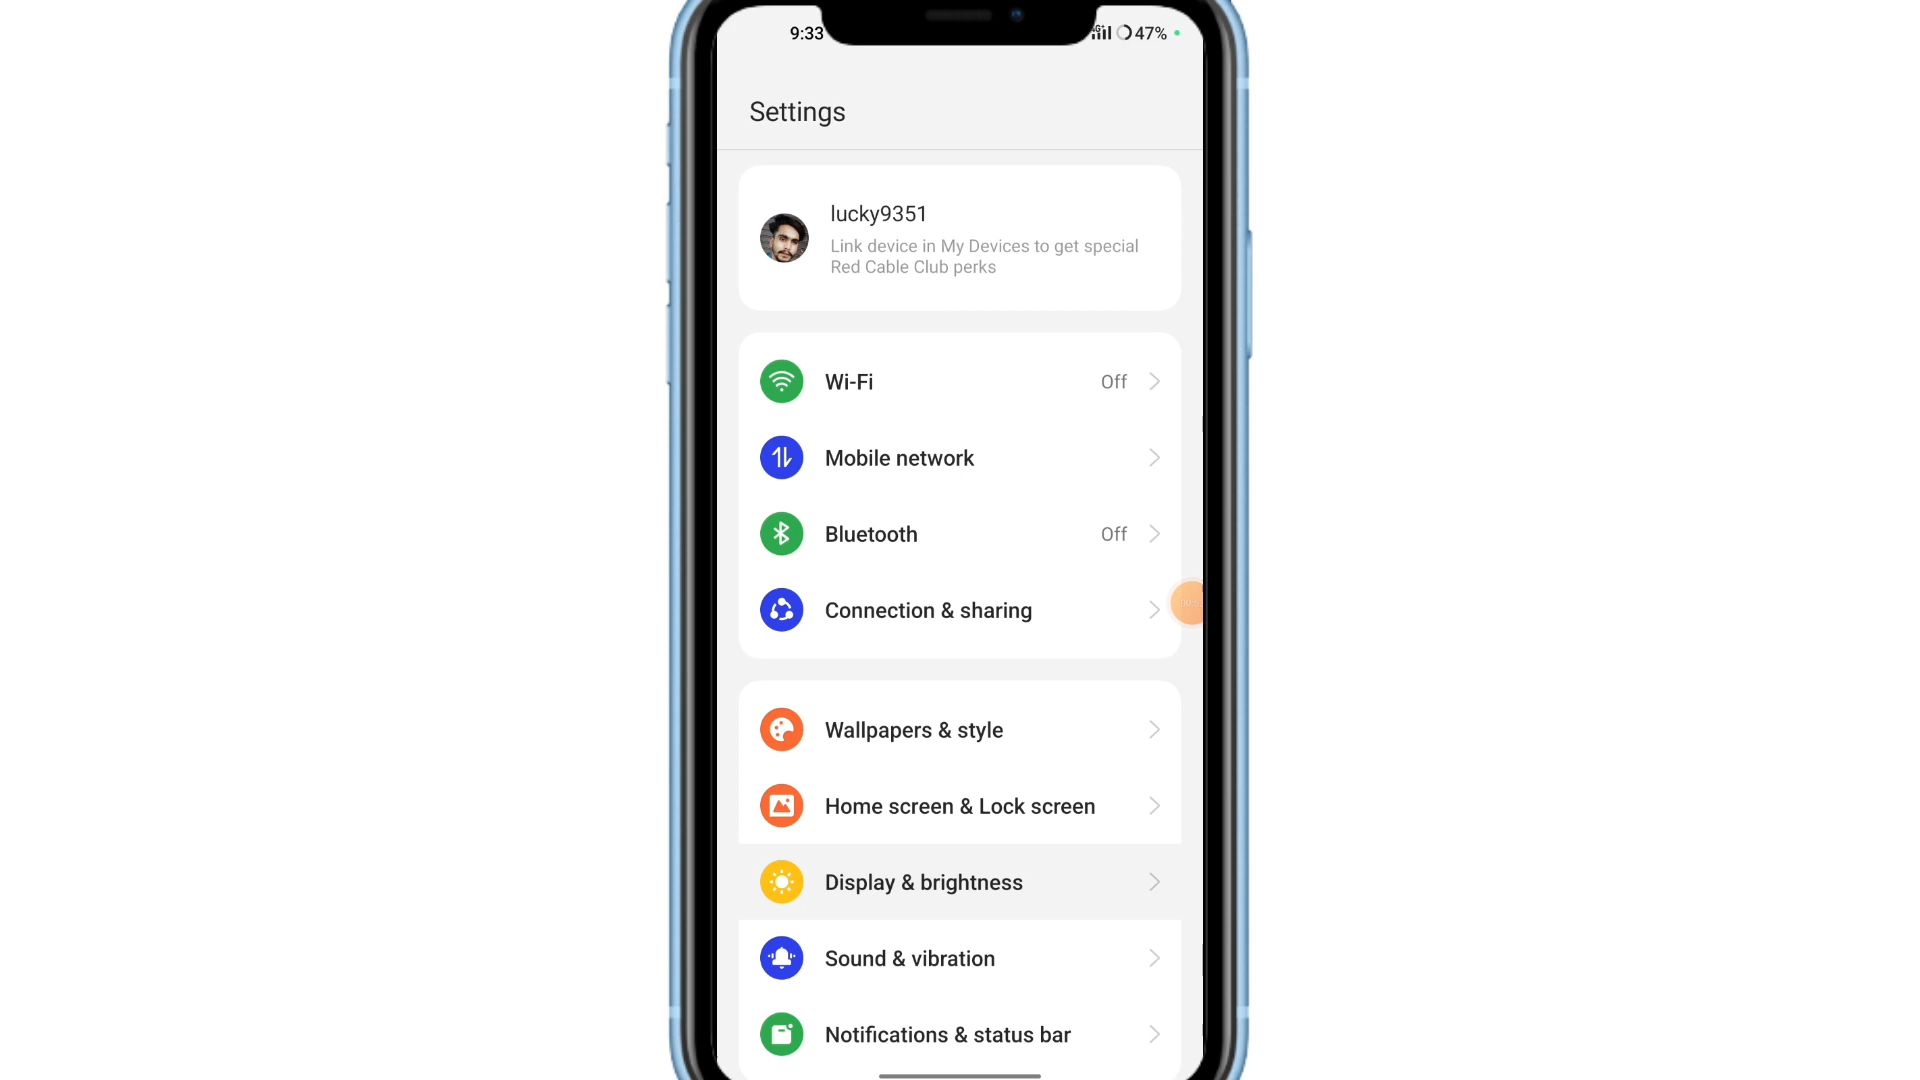 9:33
47%
Settings
lucky9351
Link device in My Devices to get special
Red Cable Club perks
Wi-Fi
Off
Mobile network
Bluetooth
Off
Connection & sharing
Wallpapers & style
Home screen & Lock screen
Display & brightness
Sound & vibration
Notifications & status bar